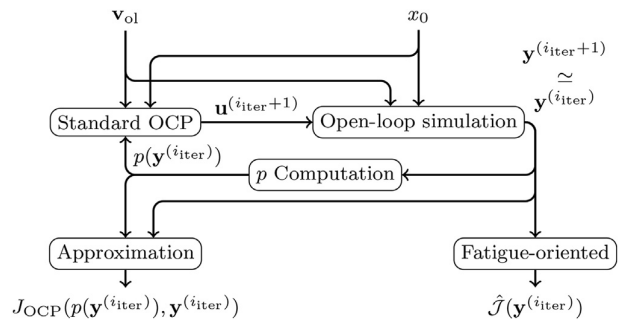 v_ol
x_0
y^(i_iter+1)
≃
y^(i_iter)
u^(i_iter+1)
Standard OCP
Open-loop simulation
p(y^(i_iter))
p Computation
Approximation
Fatigue-oriented
J_OCP(p(y^(i_iter)), y^(i_iter))
Ĵ(y^(i_iter))